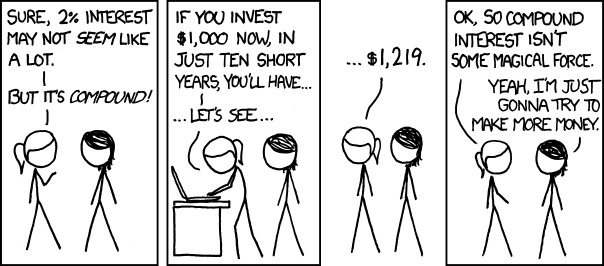 SURE, 2% INTEREST
MAY NOT SEEM LIKE
A LOT.
BUT IT'S COMPOUND!
IF YOU INVEST
$1,000 NOW, IN
JUST TEN SHORT
YEARS, YOU'LL HAVE...
...LET'S SEE...
...$1,219.
OK, SO COMPOUND
INTEREST ISN'T
SOME MAGICAL FORCE.
YEAH, I'M JUST
GONNA TRY TO
MAKE MORE MONEY.